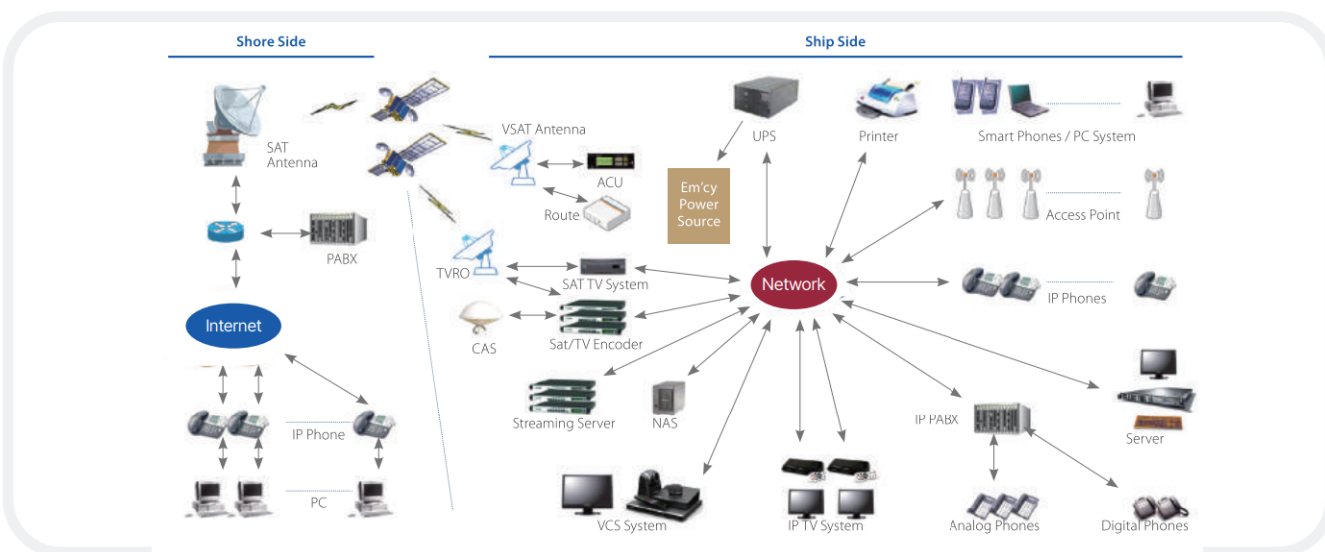 Shore Side
Ship Side
SAT
Antenna
PABX
Internet
IP Phone
PC
VSAT Antenna
ACU
Route
TVRO
SAT TV System
CAS
Sat/TV Encoder
UPS
Em'cy
Power
Source
Printer
Smart Phones / PC System
Access Point
Network
IP Phones
Streaming Server
NAS
IP PABX
Server
VCS System
IP TV System
Analog Phones
Digital Phones